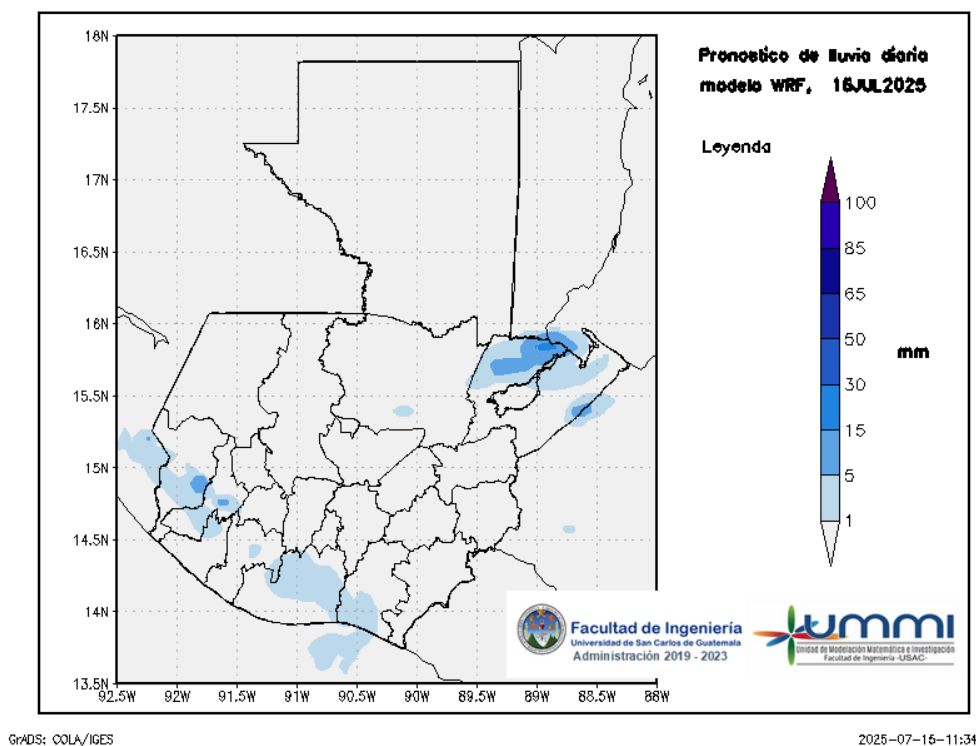 Pronostico de lluvia diaria
modelo WRF, 16JUL2025
Leyenda
100
85
65
50
30
15
5
1
mm
18N
17.5N
17N
16.5N
16N
15.5N
15N
14.5N
14N
13.5N
92.5W 92W 91.5W 91W 90.5W 90W 89.5W 89W 88.5W 88W
Facultad de Ingeniería
Universidad de San Carlos de Guatemala
Administración 2019 - 2023
UMMI
Unidad de Modelación Matemática e Investigación
Facultad de Ingeniería -USAC-
GrADS: COLA/IGES
2025-07-15-11:34